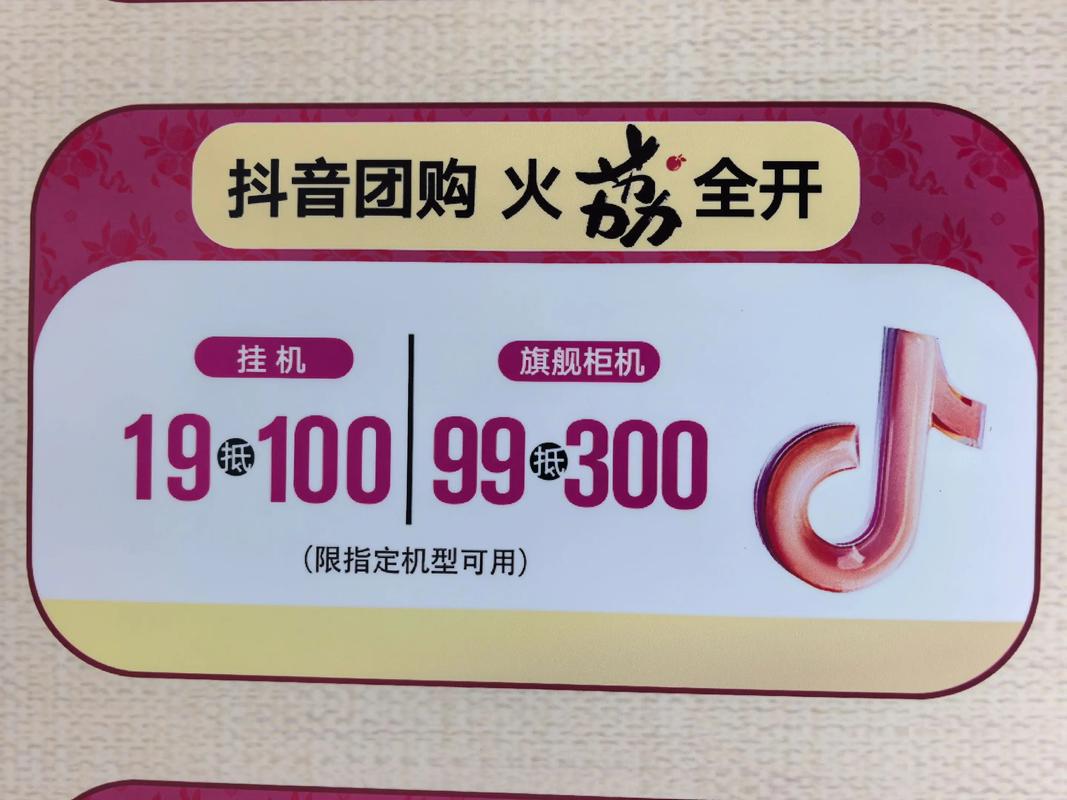 抖音团购 火荔全开
挂机
19抵100
旗舰柜机
99抵300
（限指定机型可用）